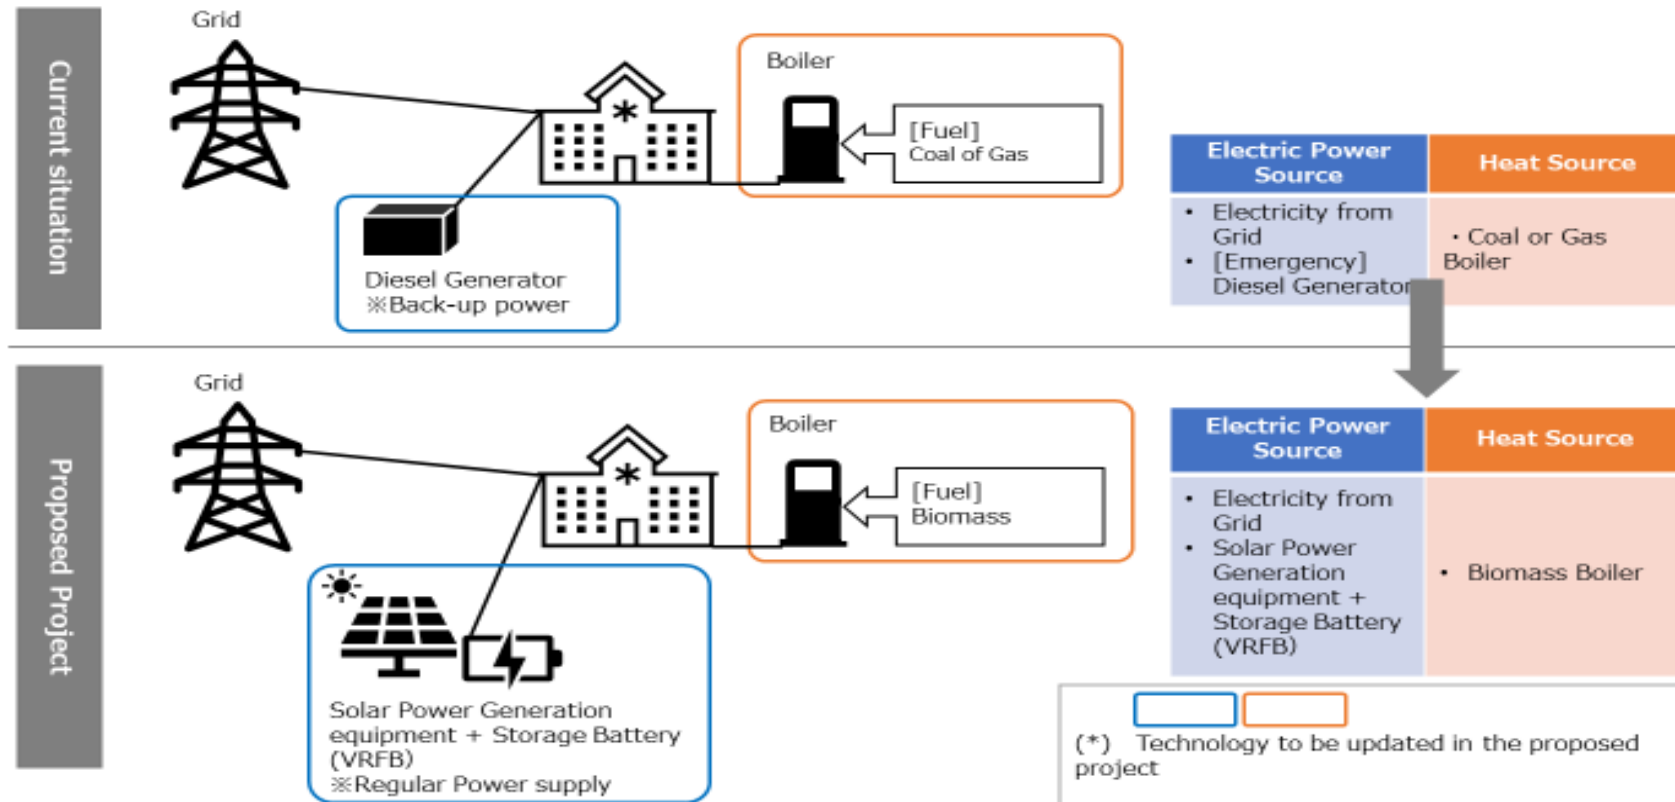 Current situation
Grid
Boiler
[Fuel]
Coal of Gas
Diesel Generator
※Back-up power
Electric Power
Source
Heat Source
• Electricity from
Grid
• [Emergency]
Diesel Generator
・Coal or Gas
Boiler
Proposed Project
Grid
Boiler
[Fuel]
Biomass
Solar Power Generation
equipment + Storage Battery
(VRFB)
※Regular Power supply
Electric Power
Source
Heat Source
• Electricity from
Grid
• Solar Power
Generation
equipment +
Storage Battery
(VRFB)
• Biomass Boiler
(*) Technology to be updated in the proposed
project